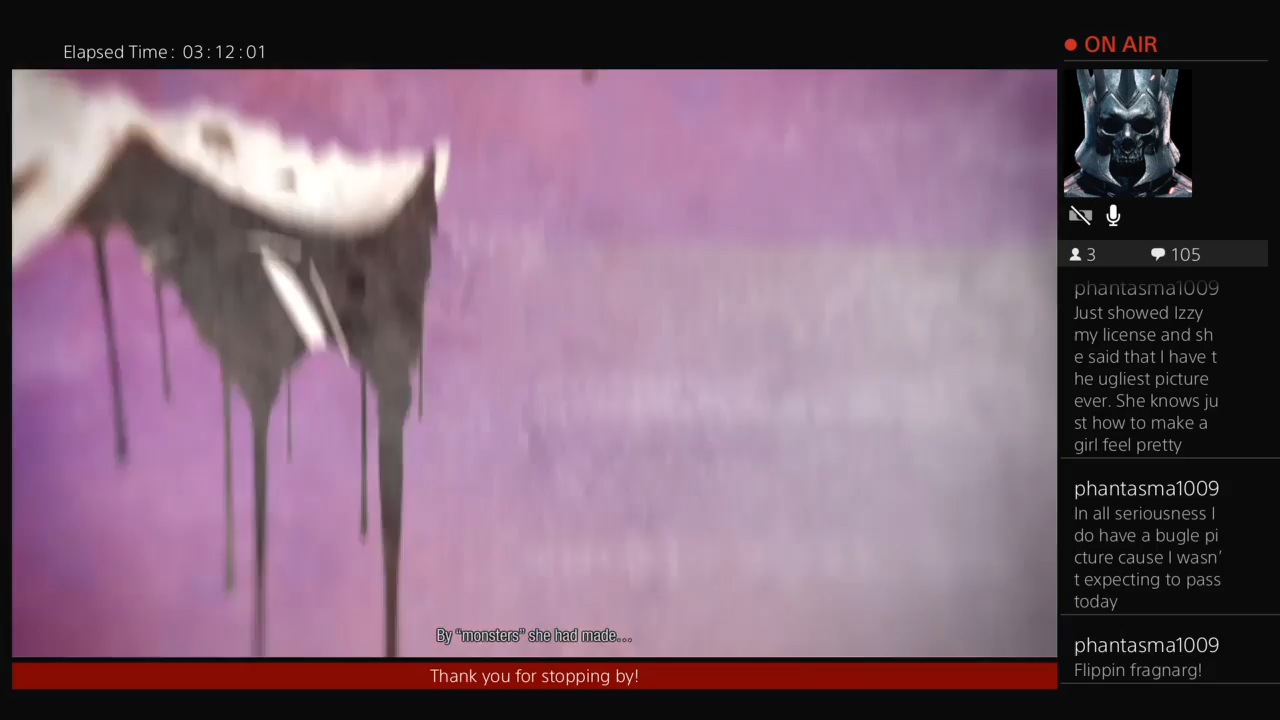 Elapsed Time: 03:12:01
ON AIR
3
105
phantasma1009
Just showed Izzy
my license and sh
e said that I have t
he ugliest picture
ever. She knows ju
st how to make a
girl feel pretty
phantasma1009
In all seriousness I
do have a bugle pi
cture cause I wasn'
t expecting to pass
today
phantasma1009
Flippin fragnarg!
By “monsters” she had made...
Thank you for stopping by!